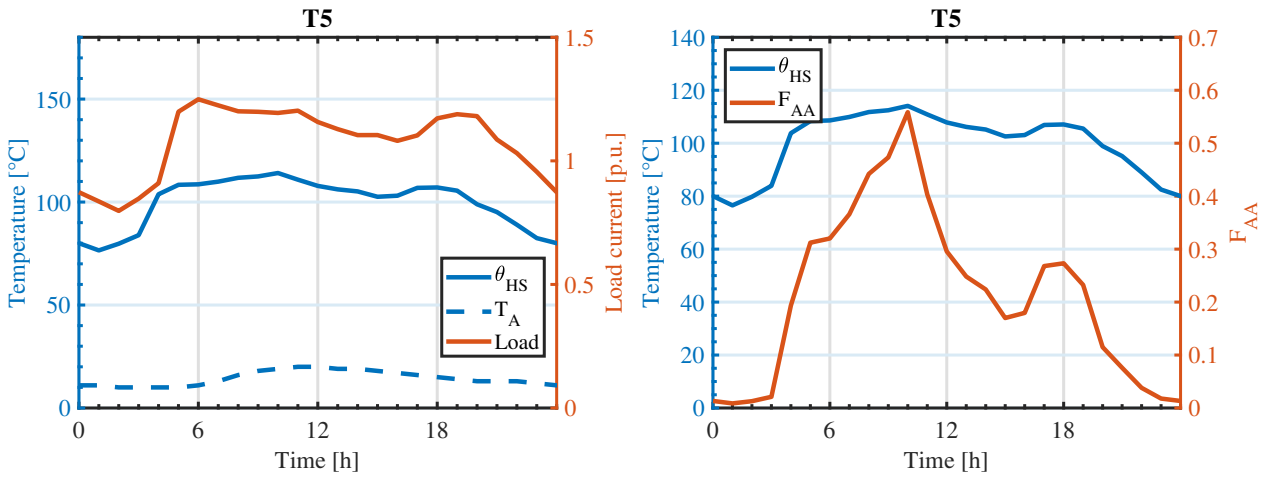 T5
Temperature [°C]
150
100
50
0
1.5
1
0.5
0
Load current [p.u.]
θHS
TA
Load
0 6 12 18
Time [h]
T5
Temperature [°C]
140
120
100
80
60
40
20
0
θHS
FAA
0.7
0.6
0.5
0.4
0.3
0.2
0.1
0
FAA
0 6 12 18
Time [h]